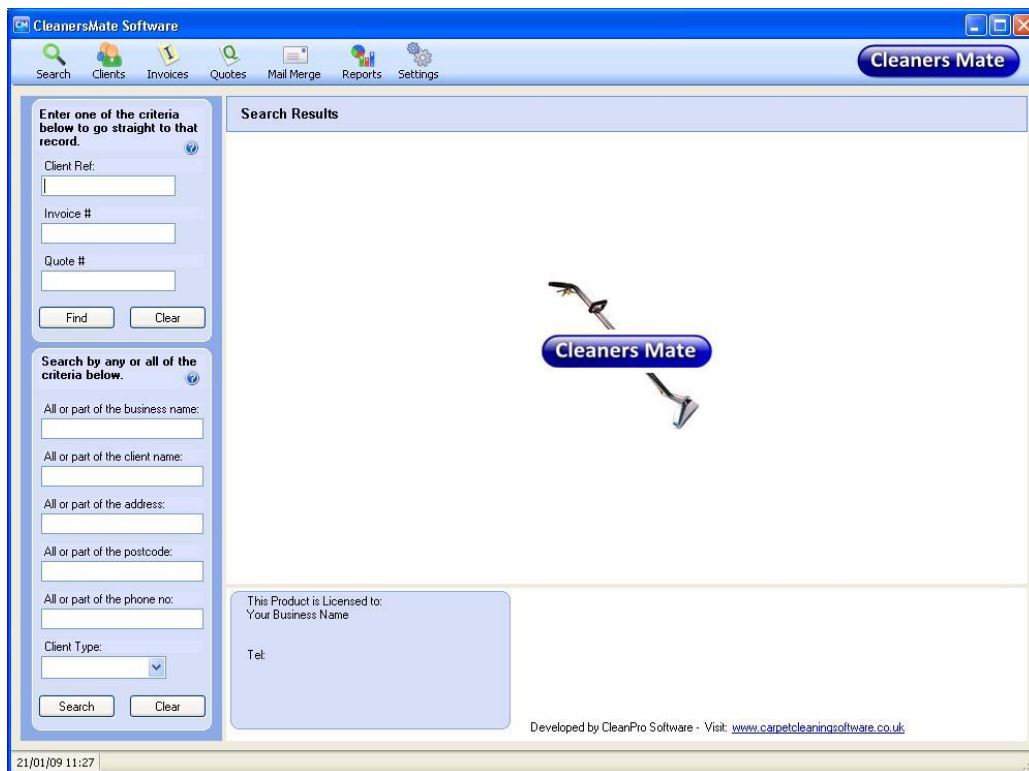 CM CleanersMate Software
Search Clients Invoices Quotes Mail Merge Reports Settings
Cleaners Mate
Enter one of the criteria
below to go straight to that
record.
Client Ref:
Invoice #
Quote #
Find Clear
Search by any or all of the
criteria below.
All or part of the business name:
All or part of the client name:
All or part of the address:
All or part of the postcode:
All or part of the phone no:
Client Type:
Search Clear
Search Results
Cleaners Mate
This Product is Licensed to:
Your Business Name
Tel:
Developed by CleanPro Software - Visit: www.carpetcleaningsoftware.co.uk
21/01/09 11:27